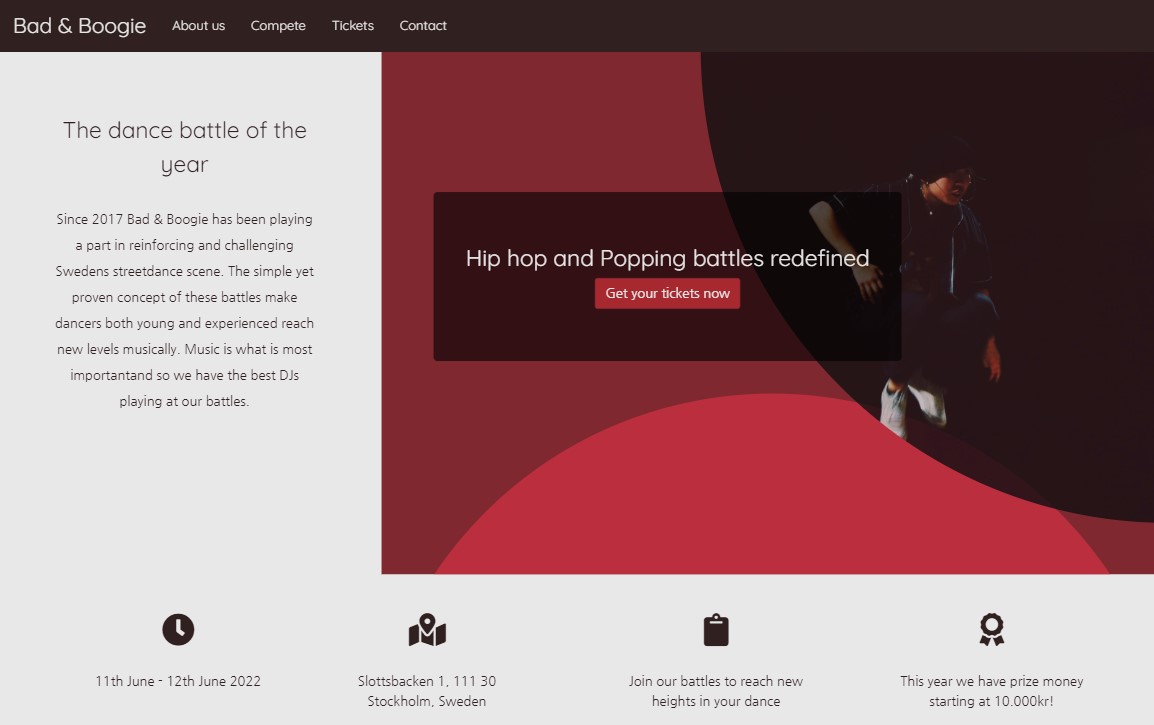 Bad & Boogie About us Compete Tickets Contact
The dance battle of the
year
Since 2017 Bad & Boogie has been playing
a part in reinforcing and challenging
Swedens streetdance scene. The simple yet
proven concept of these battles make
dancers both young and experienced reach
new levels musically. Music is what is most
importantand so we have the best DJs
playing at our battles.
Hip hop and Popping battles redefined
Get your tickets now
11th June - 12th June 2022
Slottsbacken 1, 111 30
Stockholm, Sweden
Join our battles to reach new
heights in your dance
This year we have prize money
starting at 10.000kr!